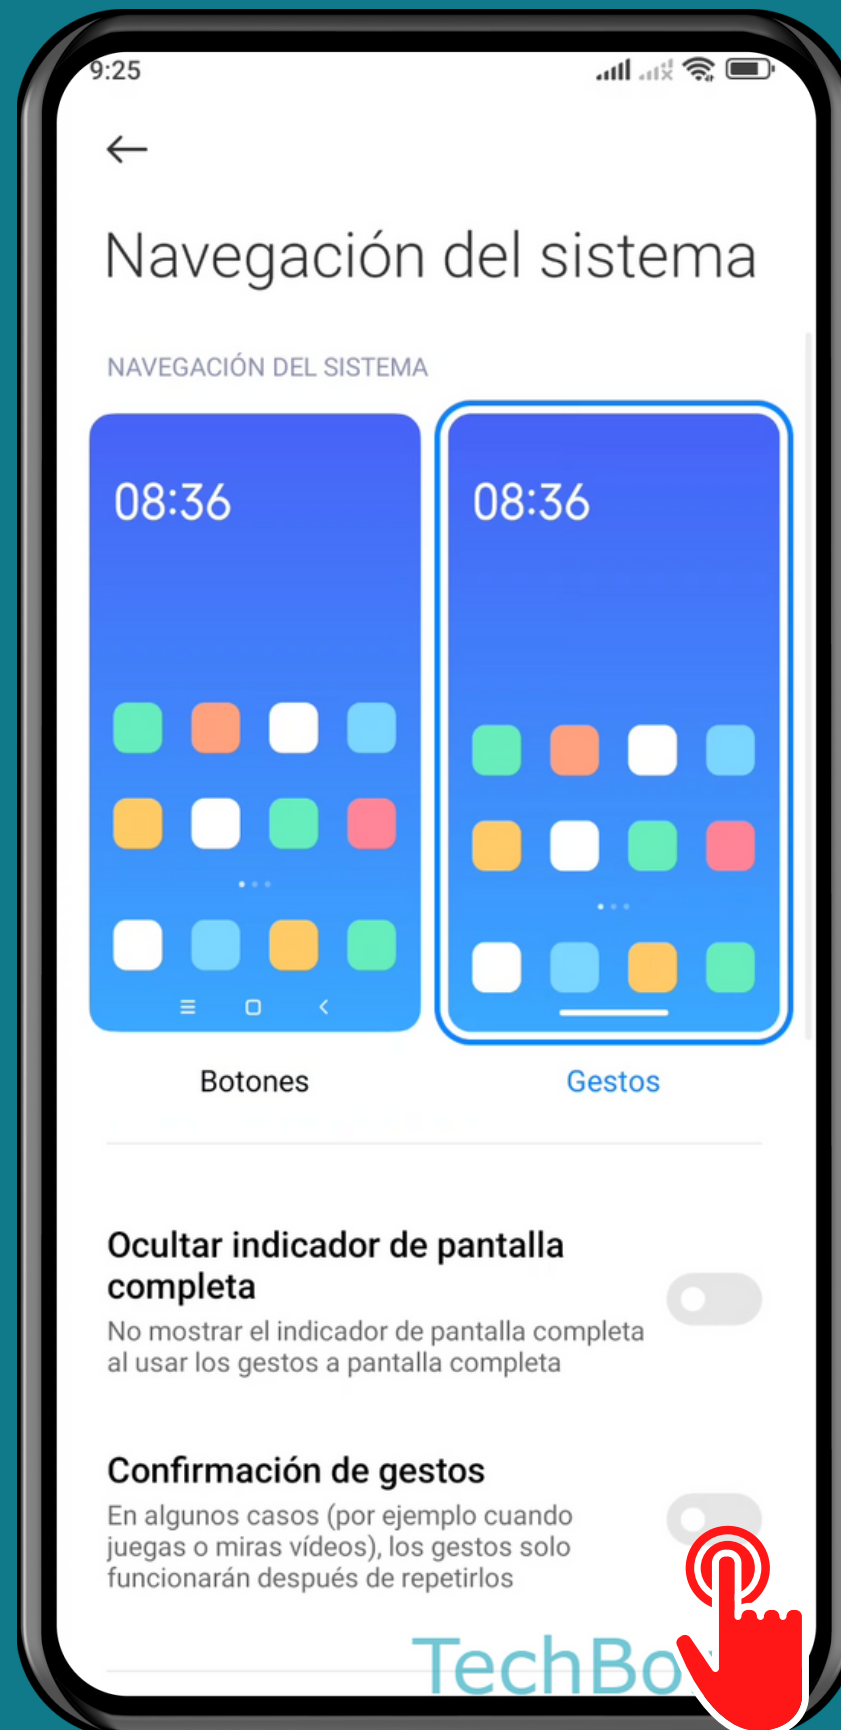 9:25
Navegación del sistema
NAVEGACIÓN DEL SISTEMA
08:36
08:36
Botones
Gestos
Ocultar indicador de pantalla
completa
No mostrar el indicador de pantalla completa
al usar los gestos a pantalla completa
Confirmación de gestos
En algunos casos (por ejemplo cuando
juegas o miras vídeos), los gestos solo
funcionarán después de repetirlos